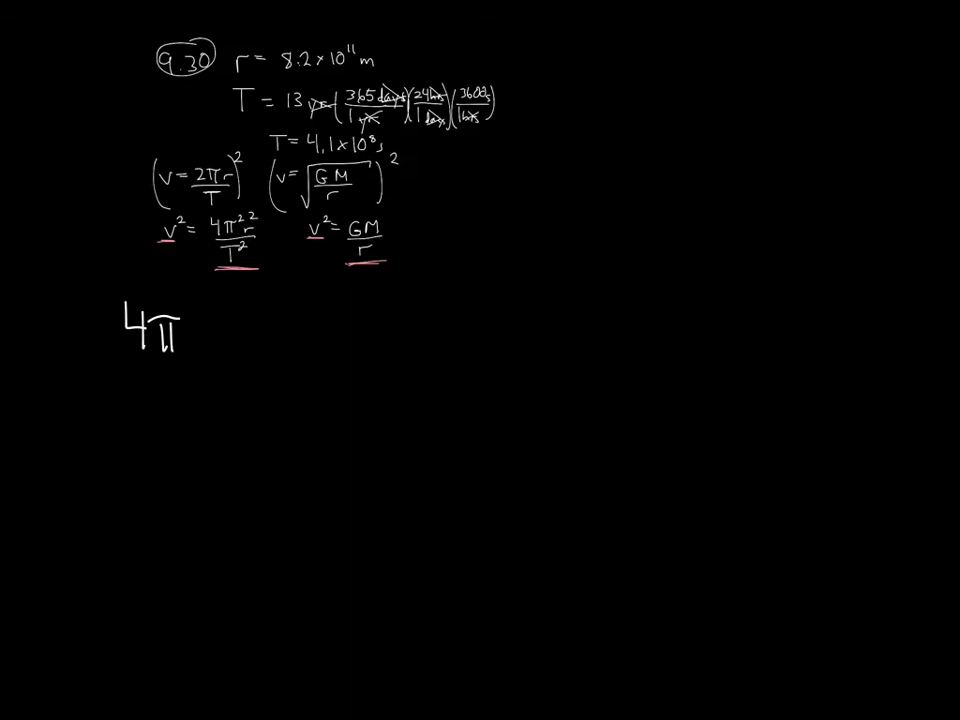 9.30 r = 8.2 × 10¹¹ m
T = 13 yr (365 days / 1 yr)(24 hrs / 1 day)(3600 s / 1 hrs)
T = 4.1 × 10⁸ s
(v = 2πr / T)² (v = √(GM / r))²
v² = 4π²r² / T² v² = GM / r
4π